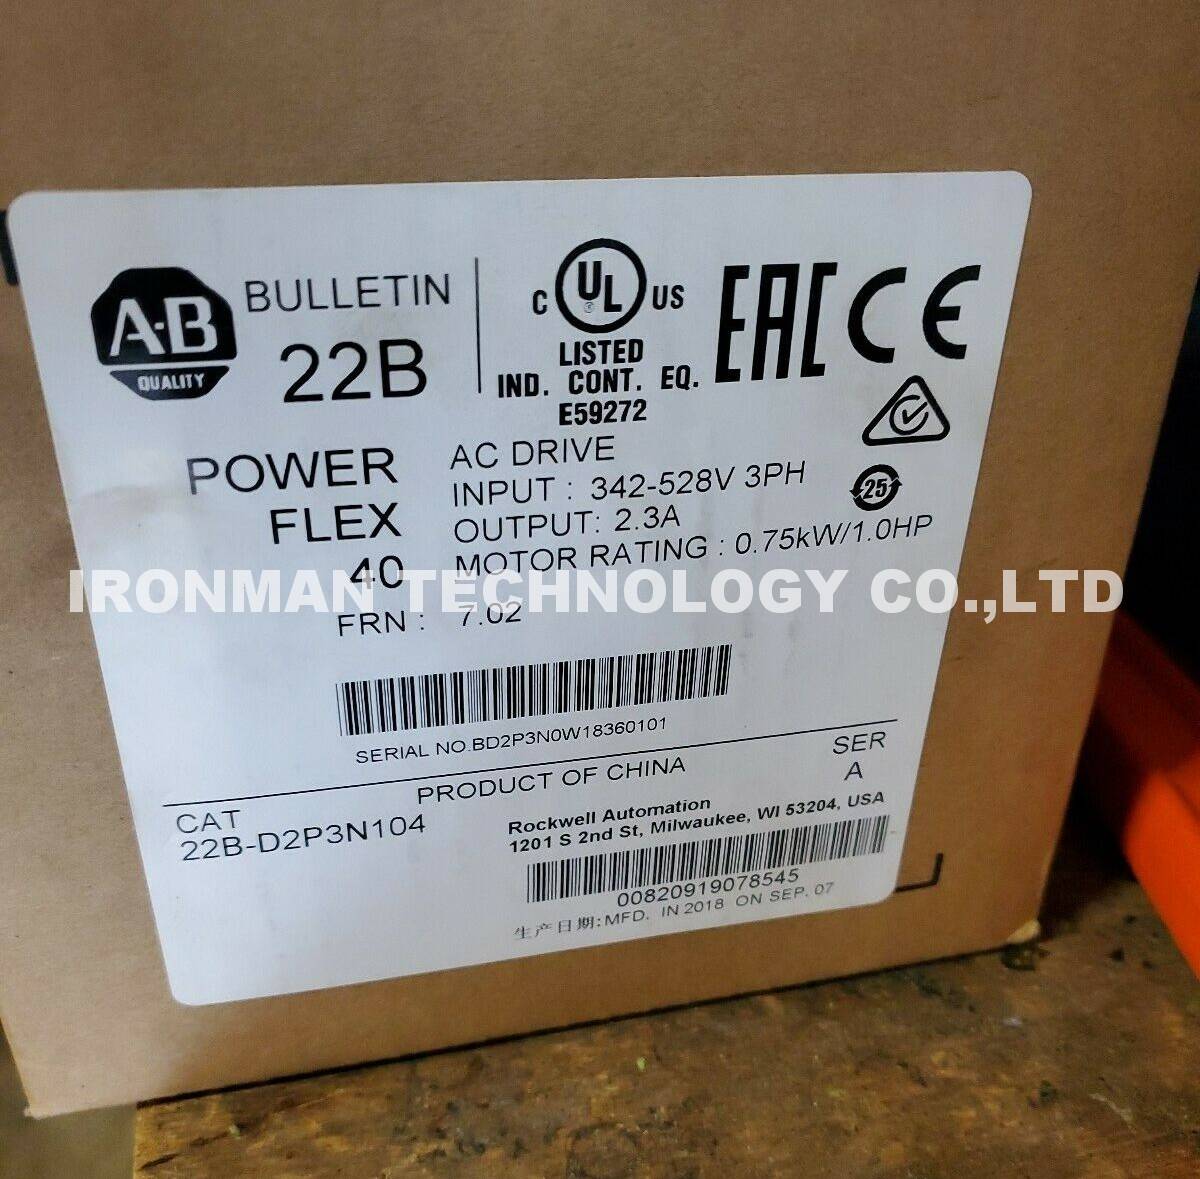 A-B
QUALITY
BULLETIN
22B
C UL US
®
LISTED
IND. CONT. EQ.
E59272
EAC CE
POWER
FLEX
40
FRN : 7.02
AC DRIVE
INPUT : 342-528V 3PH
OUTPUT: 2.3A
MOTOR RATING : 0.75kW/1.0HP
25
IRONMAN TECHNOLOGY CO.,LTD
SERIAL NO.BD2P3N0W18360101
PRODUCT OF CHINA
SER
A
CAT
22B-D2P3N104
Rockwell Automation
1201 S 2nd St, Milwaukee, WI 53204, USA
00820919078545
生产日期:MFD. IN 2018 ON SEP. 07